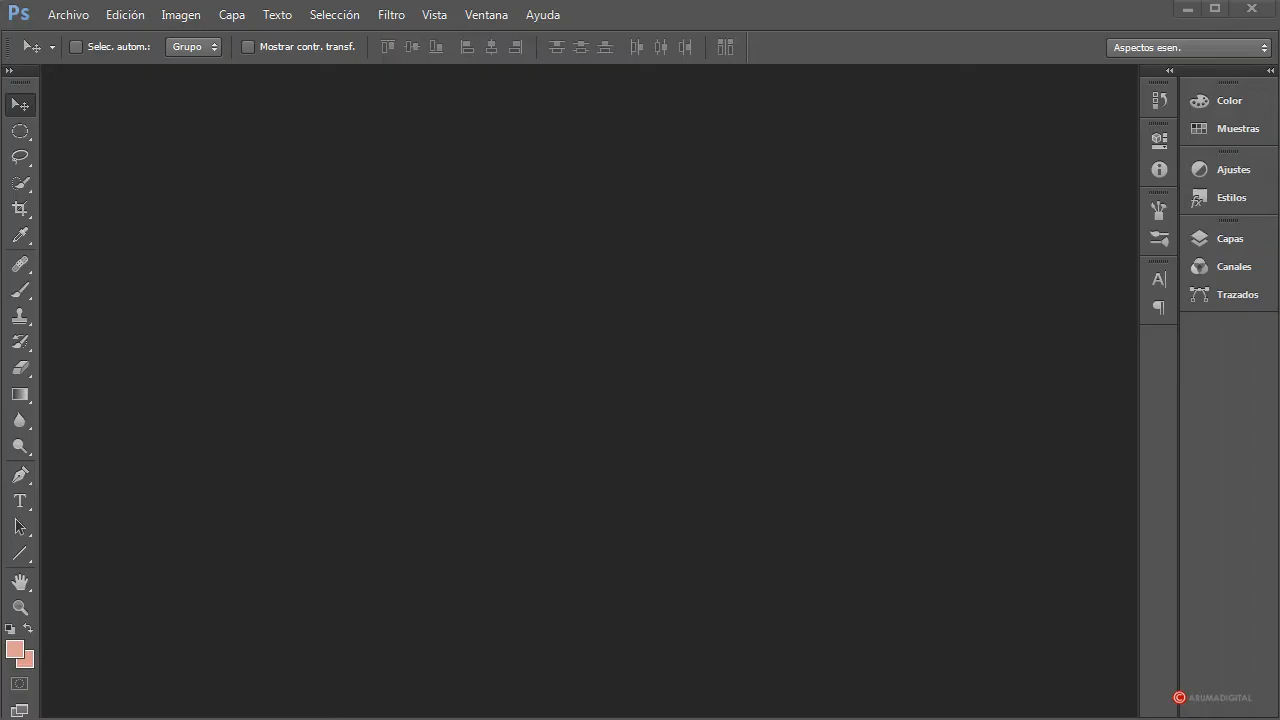 Ps Archivo Edición Imagen Capa Texto Selección Filtro Vista Ventana Ayuda
Selec. autom.: Grupo Mostrar contr. transf. Aspectos esen.
Color
Muestras
Ajustes
Estilos
Capas
Canales
Trazados
T
A
© ARUMADIGITAL